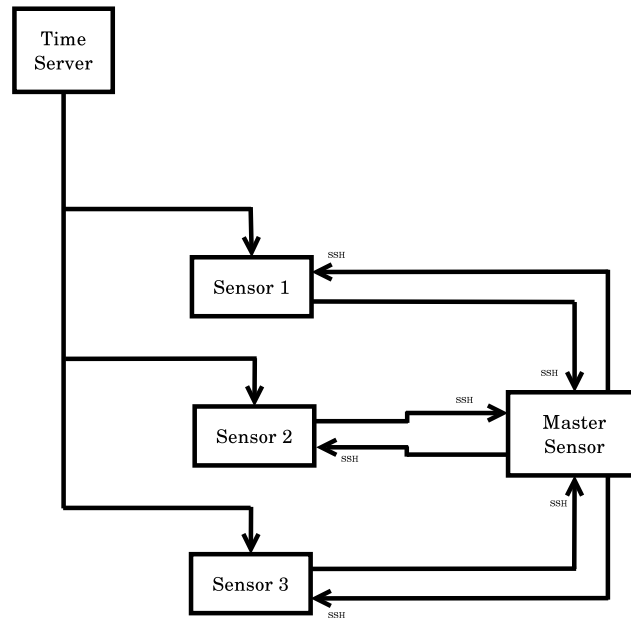 Time
Server
SSH
Sensor 1
SSH
SSH
Sensor 2
Master
Sensor
SSH
SSH
Sensor 3
SSH